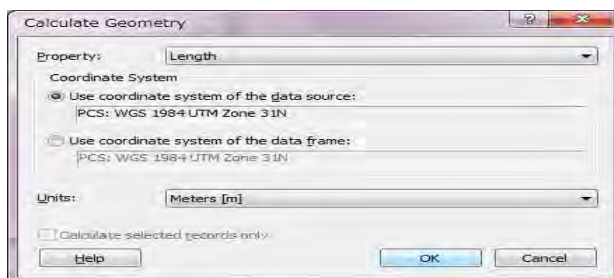 Calculate Geometry
Property: Length
Coordinate System
Use coordinate system of the data source:
PCS: WGS 1984 UTM Zone 31N
Use coordinate system of the data frame:
PCS: WGS 1984 UTM Zone 31N
Units: Meters [m]
Calculate selected records only
Help OK Cancel